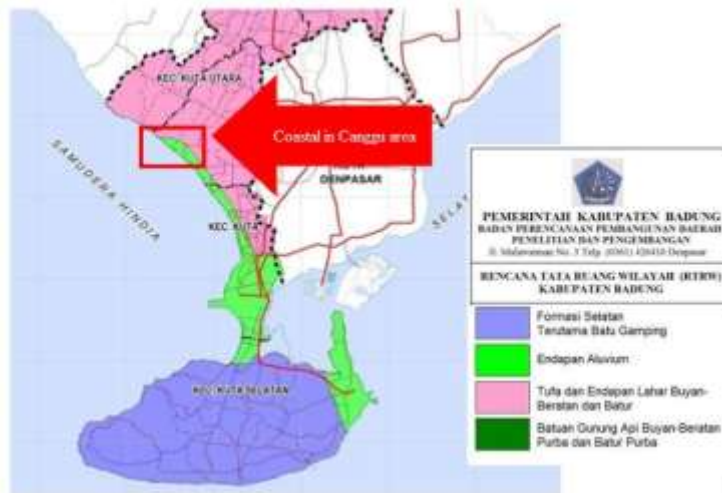 KEC. KUTA UTARA
Coastal in Canggu area
SAMUDERA HINDIA
DENPASAR
SELAT
KEC. KUTA
KEC. KUTA SELATAN
PEMERINTAH KABUPATEN BADUNG
BADAN PERENCANAAN PEMBANGUNAN DAERAH
PENELITIAN DAN PENGEMBANGAN
RENCANA TATA RUANG WILAYAH (RTRW)
KABUPATEN BADUNG
Formasi Selatan
Terutama Batu Gamping
Endapan Aluvium
Tufa dan Endapan Lahar Buyan-
Beratan dan Batur
Batuan Gunung Api Buyan-Beratan
Purba dan Batur Purba